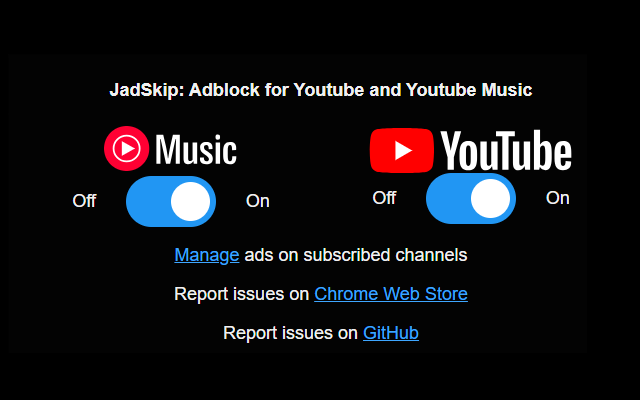 JadSkip: Adblock for Youtube and Youtube Music
Music YouTube
Off On Off On
Manage ads on subscribed channels
Report issues on Chrome Web Store
Report issues on GitHub